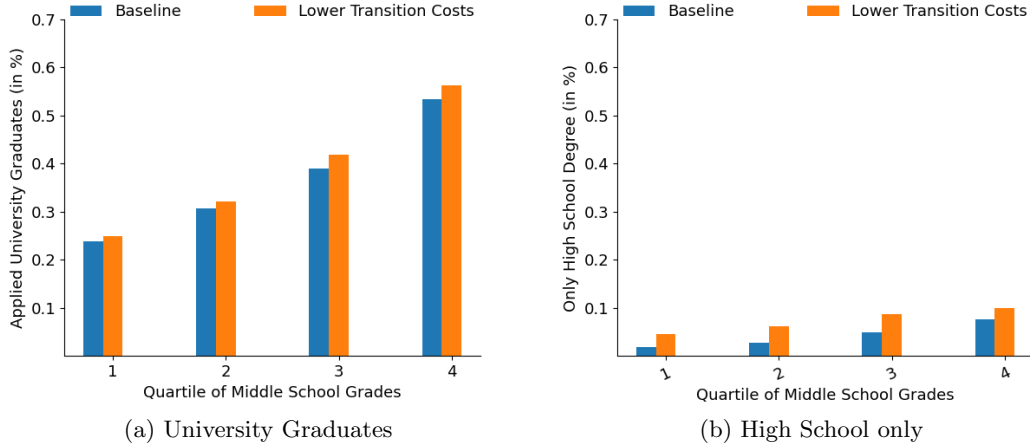 Baseline
Lower Transition Costs
0.7
0.6
0.5
0.4
0.3
0.2
0.1
Applied University Graduates (in %)
1 2 3 4
Quartile of Middle School Grades
(a) University Graduates
Baseline
Lower Transition Costs
0.7
0.6
0.5
0.4
0.3
0.2
0.1
Only High School Degree (in %)
1 2 3 4
Quartile of Middle School Grades
(b) High School only